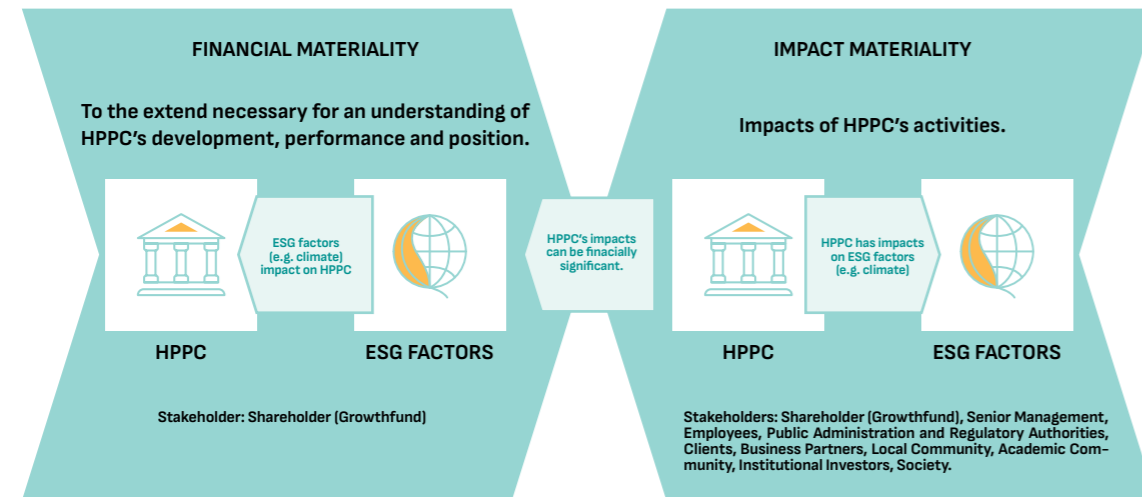 FINANCIAL MATERIALITY
To the extend necessary for an understanding of
HPPC's development, performance and position.
ESG factors
(e.g. climate)
impact on HPPC
HPPC
ESG FACTORS
Stakeholder: Shareholder (Growthfund)
HPPC's impacts
can be finacially
significant.
IMPACT MATERIALITY
Impacts of HPPC's activities.
HPPC has impacts
on ESG factors
(e.g. climate)
HPPC
ESG FACTORS
Stakeholders: Shareholder (Growthfund), Senior Management,
Employees, Public Administration and Regulatory Authorities,
Clients, Business Partners, Local Community, Academic Com-
munity, Institutional Investors, Society.